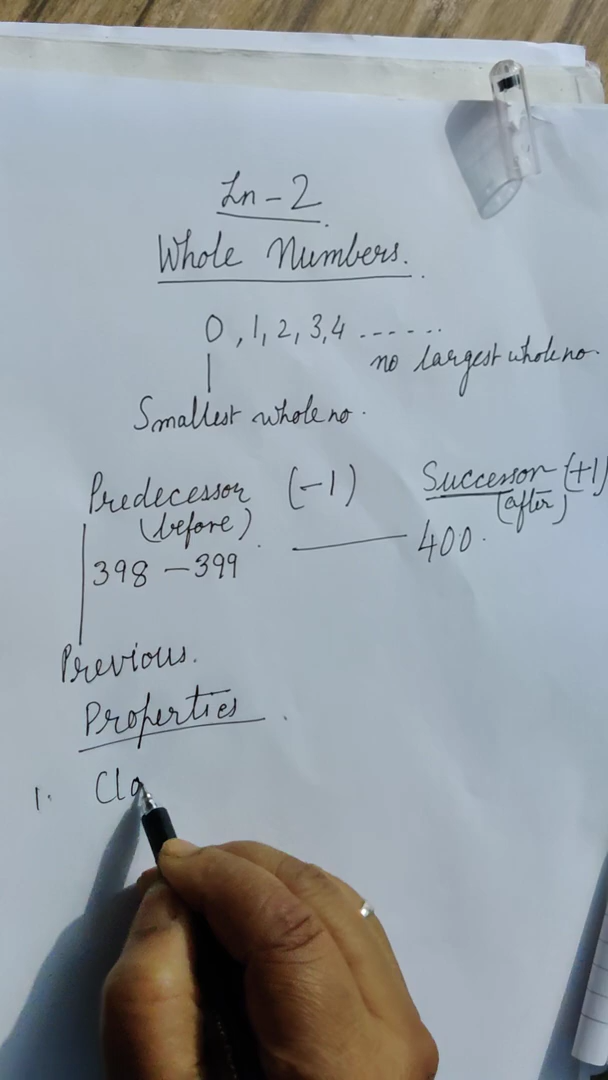 Ln - 2
Whole Numbers.
0, 1, 2, 3, 4 ------
no largest whole no.
Smallest whole no.
Predecessor (-1) Successor (+1)
(before) (after)
398 - 399 —— 400.
Previous.
Properties
1. Clo